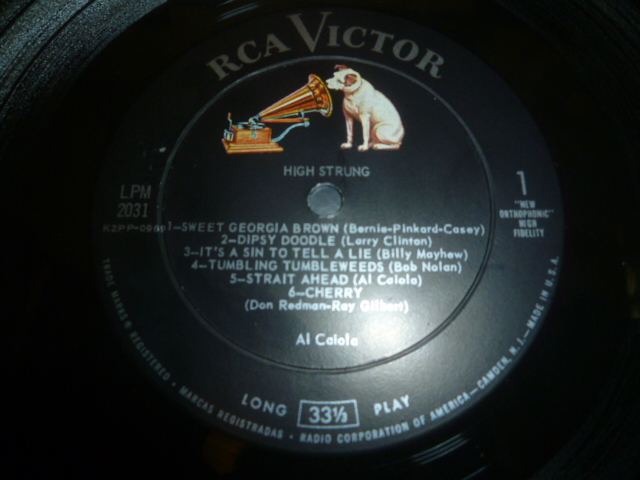 RCA VICTOR
HIGH STRUNG
LPM
2031
1
"NEW
ORTHOPHONIC"
HIGH
FIDELITY
1—SWEET GEORGIA BROWN (Bernie-Pinkard-Casey)
2—DIPSY DOODLE (Larry Clinton)
3—IT'S A SIN TO TELL A LIE (Billy Mayhew)
4—TUMBLING TUMBLEWEEDS (Bob Nolan)
5—STRAIT AHEAD (Al Caiola)
6—CHERRY
(Don Redman-Ray Gilbert)
Al Caiola
LONG 33⅓ PLAY
TRADE MARKS ® REGISTERED • MARCAS REGISTRADAS • RADIO CORPORATION OF AMERICA—CAMDEN, N.J.—MADE IN U.S.A.